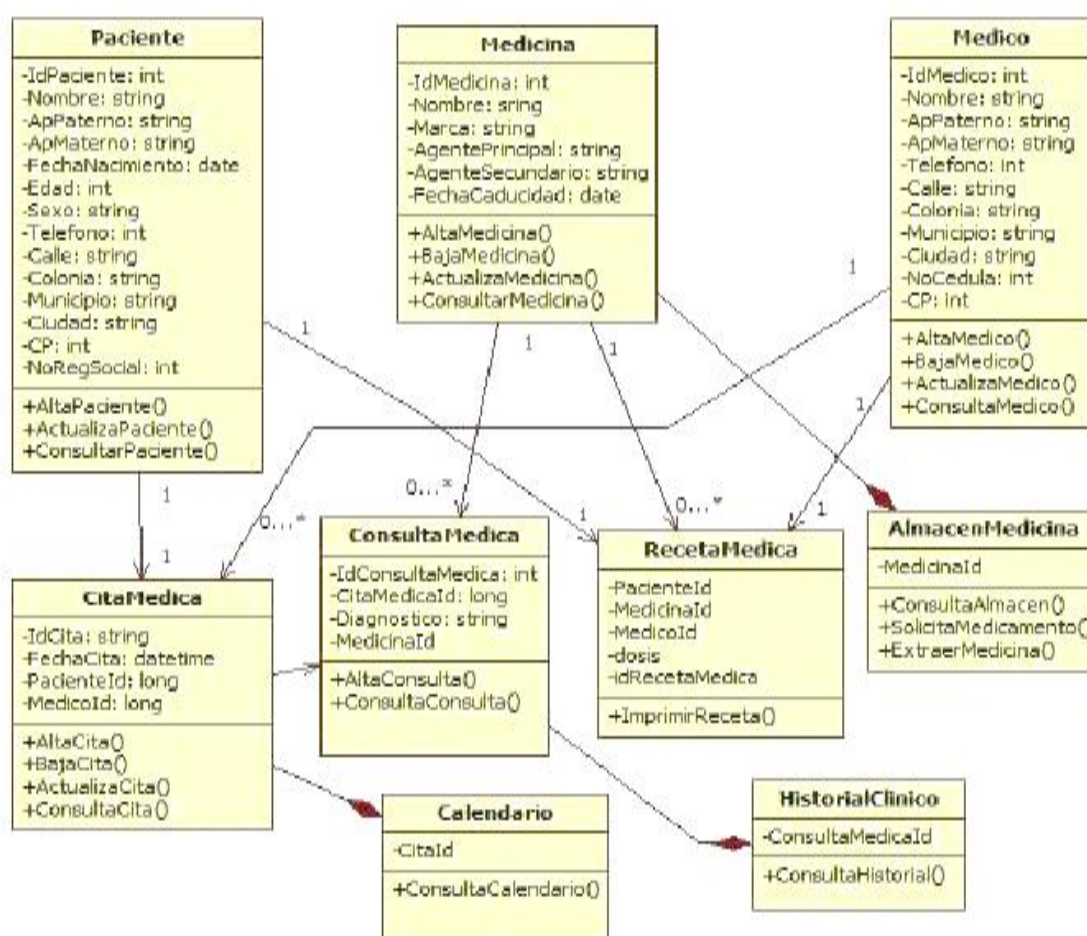 Paciente
-IdPaciente: int
-Nombre: string
-ApPaterno: string
-ApMaterno: string
-FechaNacimiento: date
-Edad: int
-Sexo: string
-Telefono: int
-Calle: string
-Colonia: string
-Municipio: string
-Ciudad: string
-CP: int
-NoRegSocial: int
+AltaPaciente()
+ActualizaPaciente()
+ConsultarPaciente()
Medicina
-IdMedicina: int
-Nombre: sring
-Marca: string
-AgentePrincipal: string
-AgenteSecundario: string
-FechaCaducidad: date
+AltaMedicina()
+BajaMedicina()
+ActualizaMedicina()
+ConsultarMedicina()
Medico
-IdMedico: int
-Nombre: string
-ApPaterno: string
-ApMaterno: string
-Telefono: int
-Calle: string
-Colonia: string
-Municipio: string
-Ciudad: string
-NoCedula: int
-CP: int
+AltaMedico()
+BajaMedico()
+ActualizaMedico()
+ConsultaMedico()
1
1
1
1
1
1
0...*
0...*
0...*
1
1
1
CitaMedica
-IdCita: string
-FechaCita: datetime
-PacienteId: long
-MedicoId: long
+AltaCita()
+BajaCita()
+ActualizaCita()
+ConsultaCita()
ConsultaMedica
-IdConsultaMedica: int
-CitaMedicaId: long
-Diagnostico: string
-MedicinaId
+AltaConsulta()
+ConsultaConsulta()
RecetaMedica
-PacienteId
-MedicinaId
-MedicoId
-dosis
-idRecetaMedica
+ImprimirReceta()
AlmacenMedicina
-MedicinaId
+ConsultaAlmacen()
+SolicitaMedicamento()
+ExtraerMedicina()
Calendario
-CitaId
+ConsultaCalendario()
HistorialClinico
-ConsultaMedicaId
+ConsultaHistorial()